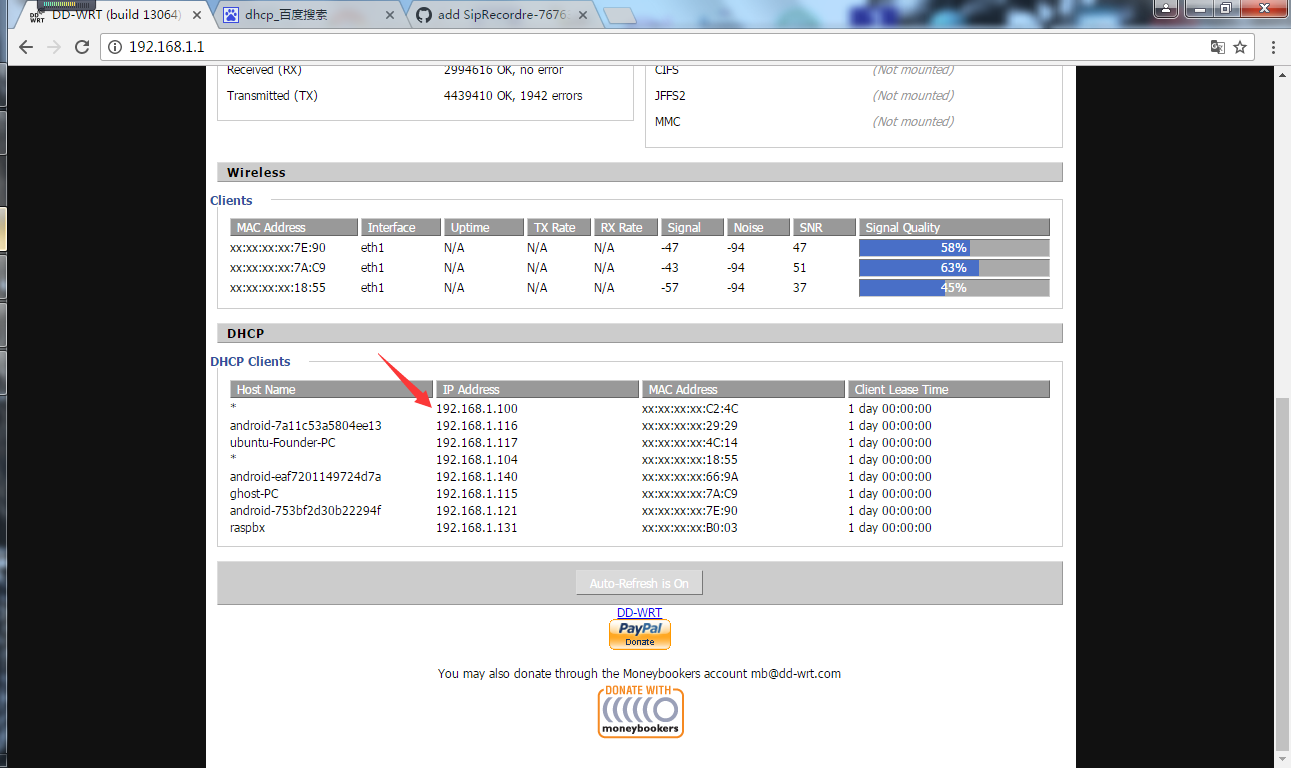 DD-WRT (build 13064)
dhcp_百度搜索
add SipRecordre-7676
192.168.1.1
Received (RX) 2994616 OK, no error CIFS (Not mounted)
Transmitted (TX) 4439410 OK, 1942 errors JFFS2 (Not mounted)
MMC (Not mounted)
Wireless
Clients
MAC Address Interface Uptime TX Rate RX Rate Signal Noise SNR Signal Quality
xx:xx:xx:xx:7E:90 eth1 N/A N/A N/A -47 -94 47 58%
xx:xx:xx:xx:7A:C9 eth1 N/A N/A N/A -43 -94 51 63%
xx:xx:xx:xx:18:55 eth1 N/A N/A N/A -57 -94 37 45%
DHCP
DHCP Clients
Host Name IP Address MAC Address Client Lease Time
* 192.168.1.100 xx:xx:xx:xx:C2:4C 1 day 00:00:00
android-7a11c53a5804ee13 192.168.1.116 xx:xx:xx:xx:29:29 1 day 00:00:00
ubuntu-Founder-PC 192.168.1.117 xx:xx:xx:xx:4C:14 1 day 00:00:00
* 192.168.1.104 xx:xx:xx:xx:18:55 1 day 00:00:00
android-eaf7201149724d7a 192.168.1.140 xx:xx:xx:xx:66:9A 1 day 00:00:00
ghost-PC 192.168.1.115 xx:xx:xx:xx:7A:C9 1 day 00:00:00
android-753bf2d30b22294f 192.168.1.121 xx:xx:xx:xx:7E:90 1 day 00:00:00
raspbx 192.168.1.131 xx:xx:xx:xx:B0:03 1 day 00:00:00
Auto-Refresh is On
DD-WRT
PayPal
Donate
You may also donate through the Moneybookers account mb@dd-wrt.com
DONATE WITH
moneybookers